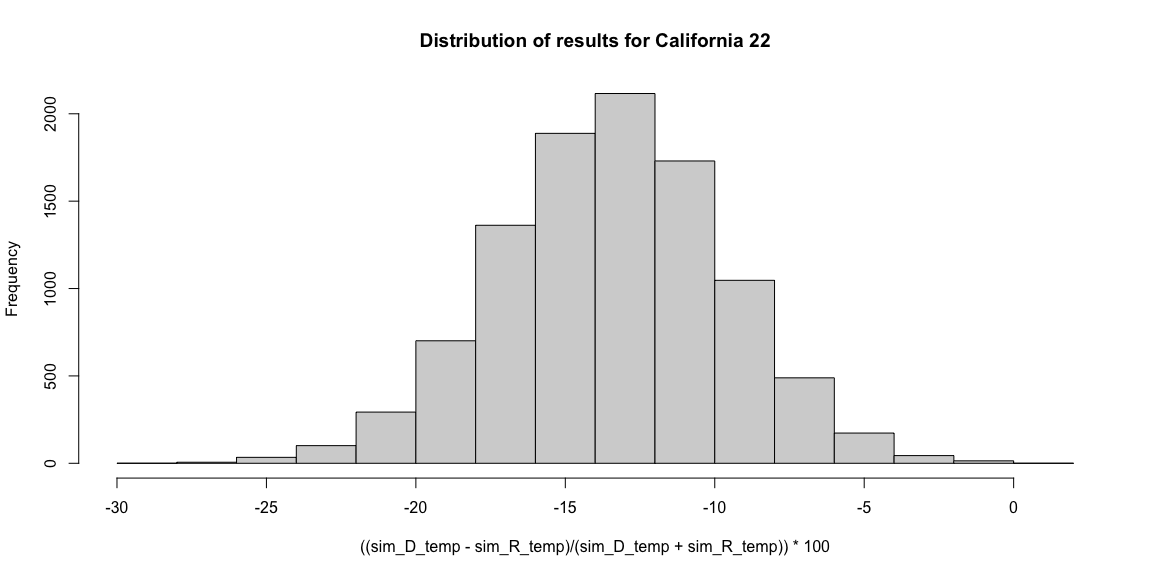 Distribution of results for California 22
Frequency
2000
1500
1000
500
0
-30 -25 -20 -15 -10 -5 0
((sim_D_temp - sim_R_temp)/(sim_D_temp + sim_R_temp)) * 100